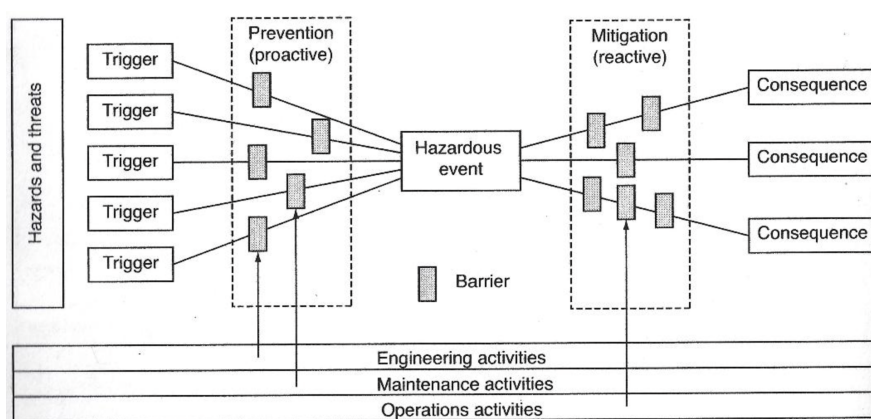 Hazards and threats
Trigger
Trigger
Trigger
Trigger
Trigger
Prevention
(proactive)
Hazardous
event
Mitigation
(reactive)
Consequence
Consequence
Consequence
Barrier
Engineering activities
Maintenance activities
Operations activities